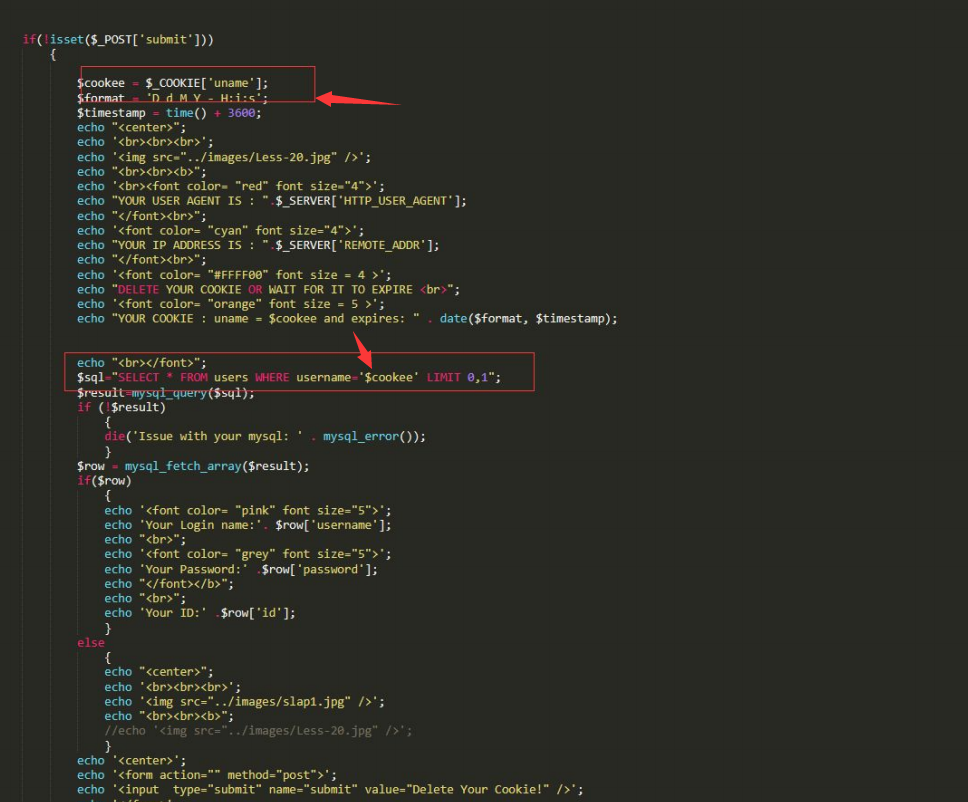 if(!isset($_POST['submit']))
{
$cookee = $_COOKIE['uname'];
$format = 'D d M Y - H:i:s';
$timestamp = time() + 3600;
echo "<center>";
echo '<br><br><br>';
echo '<img src="../images/Less-20.jpg" />';
echo "<br><br><b>";
echo '<br><font color= "red" font size="4">';
echo "YOUR USER AGENT IS : ".$_SERVER['HTTP_USER_AGENT'];
echo "</font><br>";
echo '<font color= "cyan" font size="4">';
echo "YOUR IP ADDRESS IS : ".$_SERVER['REMOTE_ADDR'];
echo "</font><br>";
echo '<font color= "#FFFF00" font size = 4 >';
echo "DELETE YOUR COOKIE OR WAIT FOR IT TO EXPIRE <br>";
echo '<font color= "orange" font size = 5 >';
echo "YOUR COOKIE : uname = $cookee and expires: " . date($format, $timestamp);
echo "<br></font>";
$sql="SELECT * FROM users WHERE username='$cookee' LIMIT 0,1";
$result=mysql_query($sql);
if (!$result)
{
die('Issue with your mysql: ' . mysql_error());
}
$row = mysql_fetch_array($result);
if($row)
{
echo '<font color= "pink" font size="5">';
echo 'Your Login name:'. $row['username'];
echo "<br>";
echo '<font color= "grey" font size="5">';
echo 'Your Password:' .$row['password'];
echo "</font></b>";
echo "<br>";
echo 'Your ID:' .$row['id'];
}
else
{
echo "<center>";
echo '<br><br><br>';
echo '<img src="../images/slap1.jpg" />';
echo "<br><br><b>";
//echo '<img src="../images/Less-20.jpg" />';
}
echo '<center>';
echo '<form action="" method="post">';
echo '<input  type="submit" name="submit" value="Delete Your Cookie!" />';